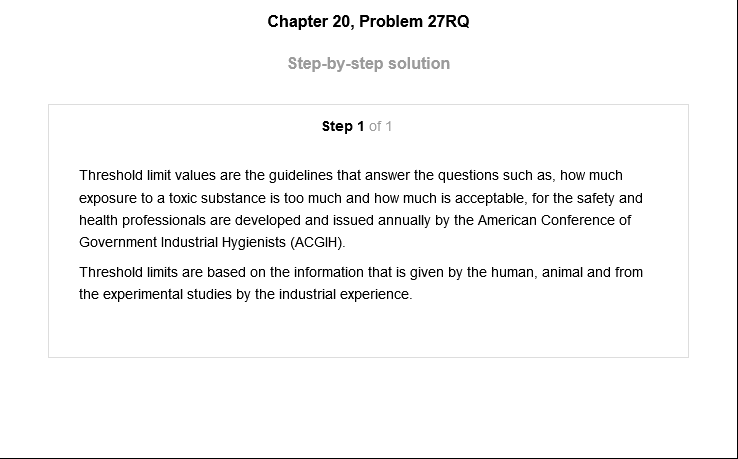 Chapter 20, Problem 27RQ
Step-by-step solution
Step 1 of 1
Threshold limit values are the guidelines that answer the questions such as, how much
exposure to a toxic substance is too much and how much is acceptable, for the safety and
health professionals are developed and issued annually by the American Conference of
Government Industrial Hygienists (ACGIH).
Threshold limits are based on the information that is given by the human, animal and from
the experimental studies by the industrial experience.